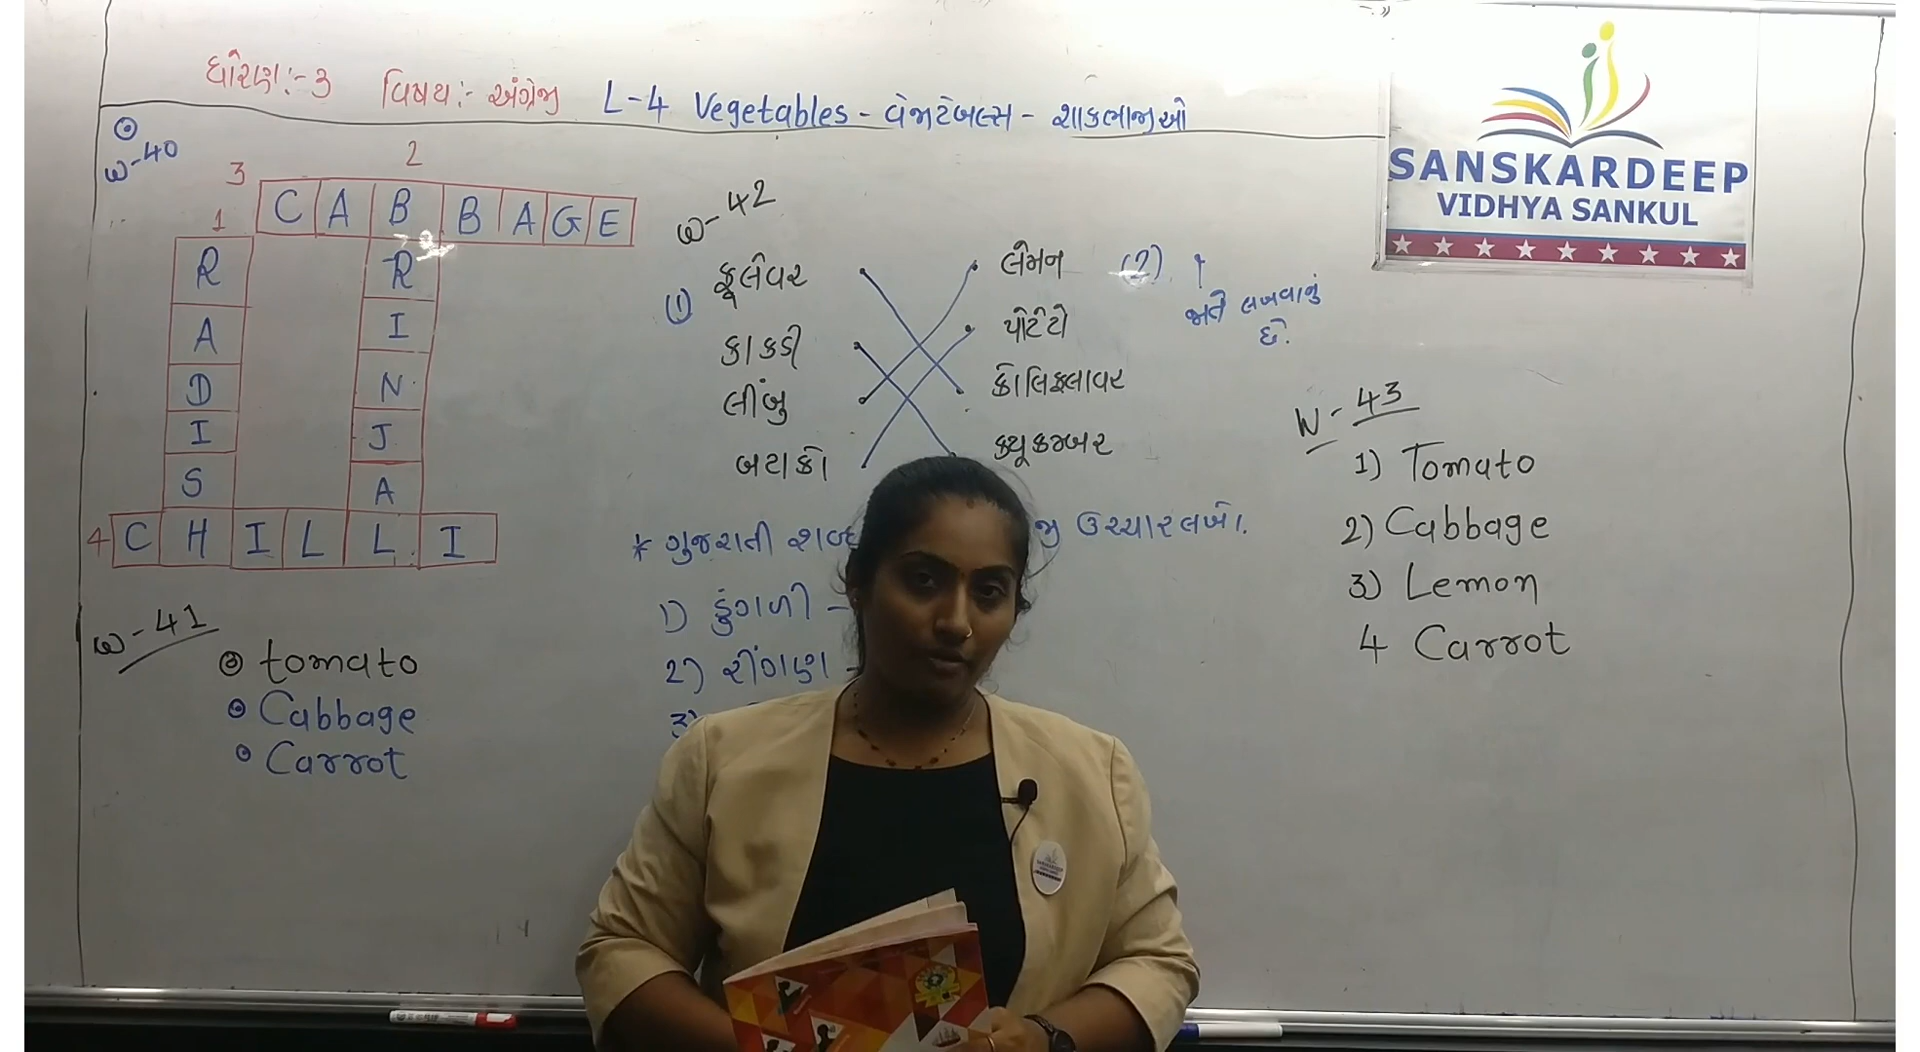 ધોરણ:- ૩ વિષય:- અંગ્રેજી L-4 Vegetables - વેજીટેબલ્સ - શાકભાજીઓ
SANSKARDEEP
VIDHYA SANKUL
W-40
3 2
CABBAGE
1
R R
A I
D N
I J
S A
4 CHILLI
W-41
tomato
Cabbage
Carrot
W-42
(1) ફૂલેવર લેમન
કાકડી પોટેટો
લીંબુ કોલિફ્લાવર
બટાકો ક્યૂકમ્બર
(2) ↑
જાતે લખવાનું
છે.
* ગુજરાતી શબ્દ ઉચ્ચાર લખો.
1) ડુંગળી -
2) રીંગણ -
3)
W-43
1) Tomato
2) Cabbage
3) Lemon
4 Carrot